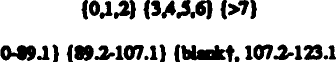 {0,1,2} {3,4,5,6} {>7}
0-89.1} {89.2-107.1} {blank†, 107.2-123.1